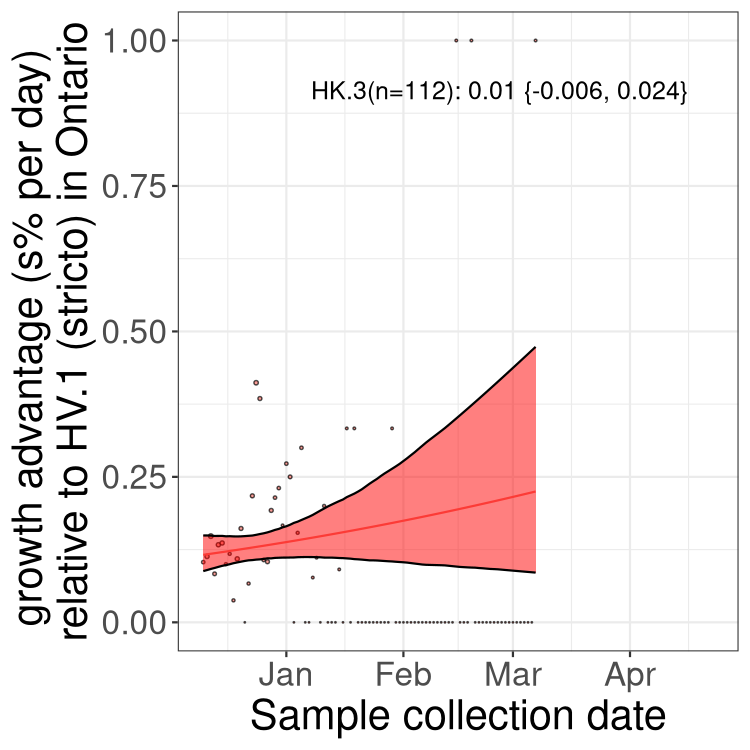 growth advantage (s% per day)
relative to HV.1 (stricto) in Ontario
1.00
0.75
0.50
0.25
0.00
HK.3(n=112): 0.01 {-0.006, 0.024}
Jan Feb Mar Apr
Sample collection date